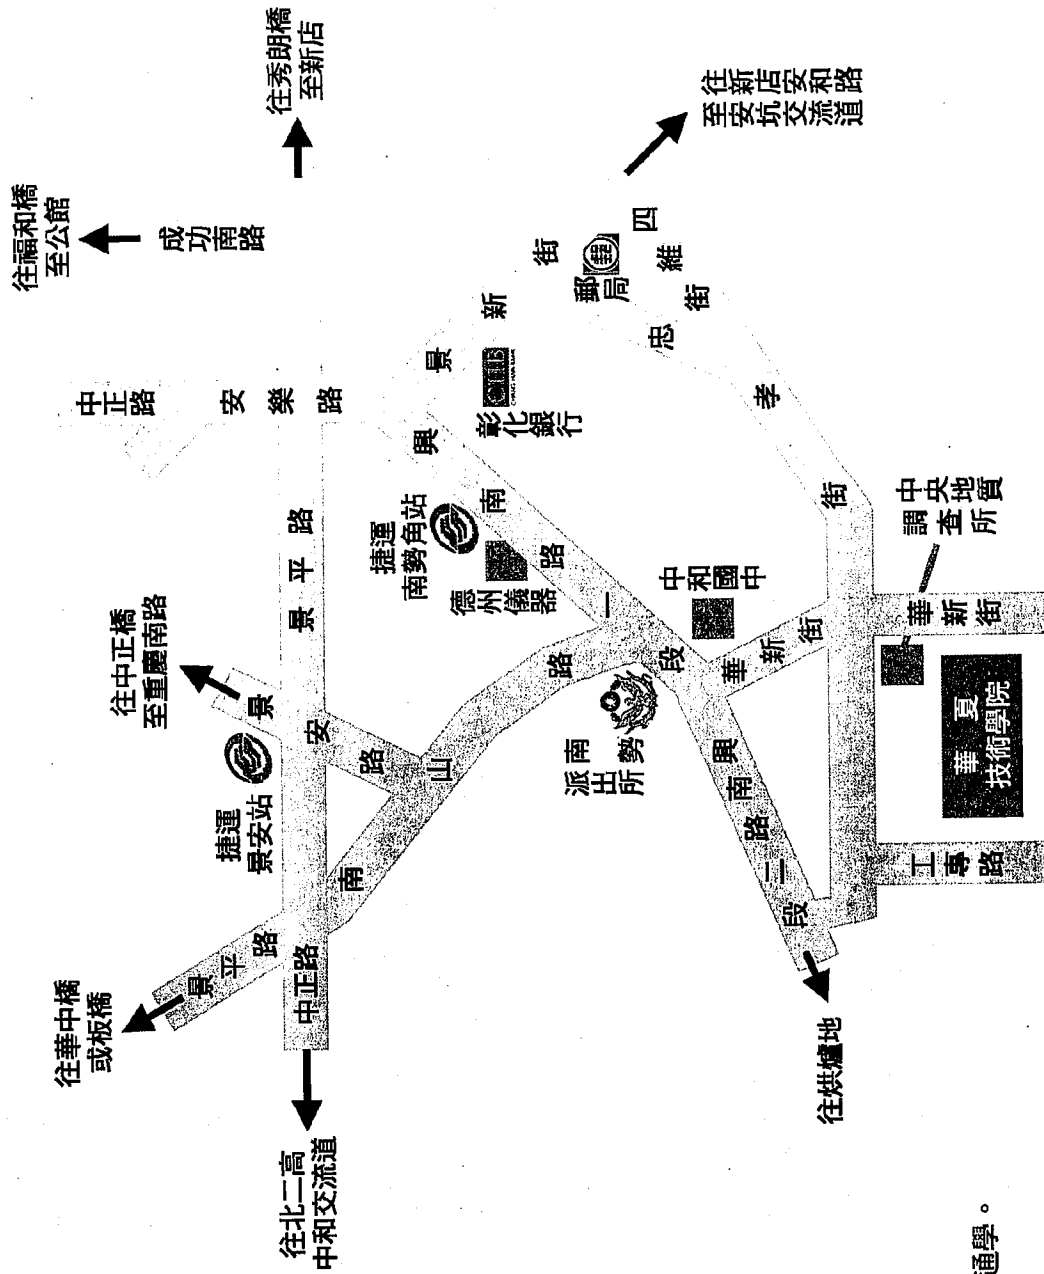 往福和橋
至公館
成功南路
往秀朗橋
至新店
往新店安和路
至安坑交流道
往中正橋
至重慶南路
往華中橋
或板橋
往北二高
中和交流道
中正路
安樂路
景平路
景平路
中正路
景安路
捷運
景安站
南山路
捷運
南勢角站
德州儀器
興南路一段
景新街
彰化銀行
郵局
四維街
忠孝街
南勢
派出所
中和國中
華新街
興南路二段
往烘爐地
中央地質
調查所
華新街
華夏
技術學院
工專路
通學。